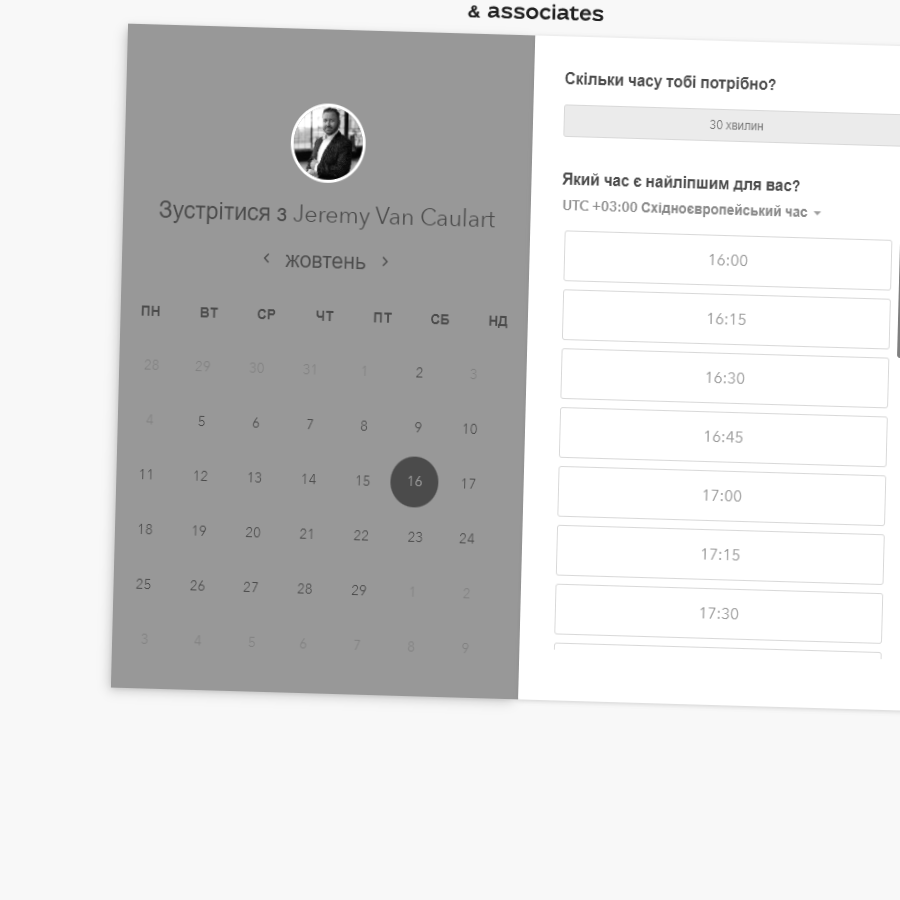 & associates
Зустрітися з Jeremy Van Caulart
‹ жовтень ›
ПН ВТ СР ЧТ ПТ СБ НД
28 29 30 31 1 2 3
4 5 6 7 8 9 10
11 12 13 14 15 16 17
18 19 20 21 22 23 24
25 26 27 28 29 1 2
3 4 5 6 7 8 9
Скільки часу тобі потрібно?
30 хвилин
Який час є найліпшим для вас?
UTC +03:00 Східноєвропейський час
16:00
16:15
16:30
16:45
17:00
17:15
17:30